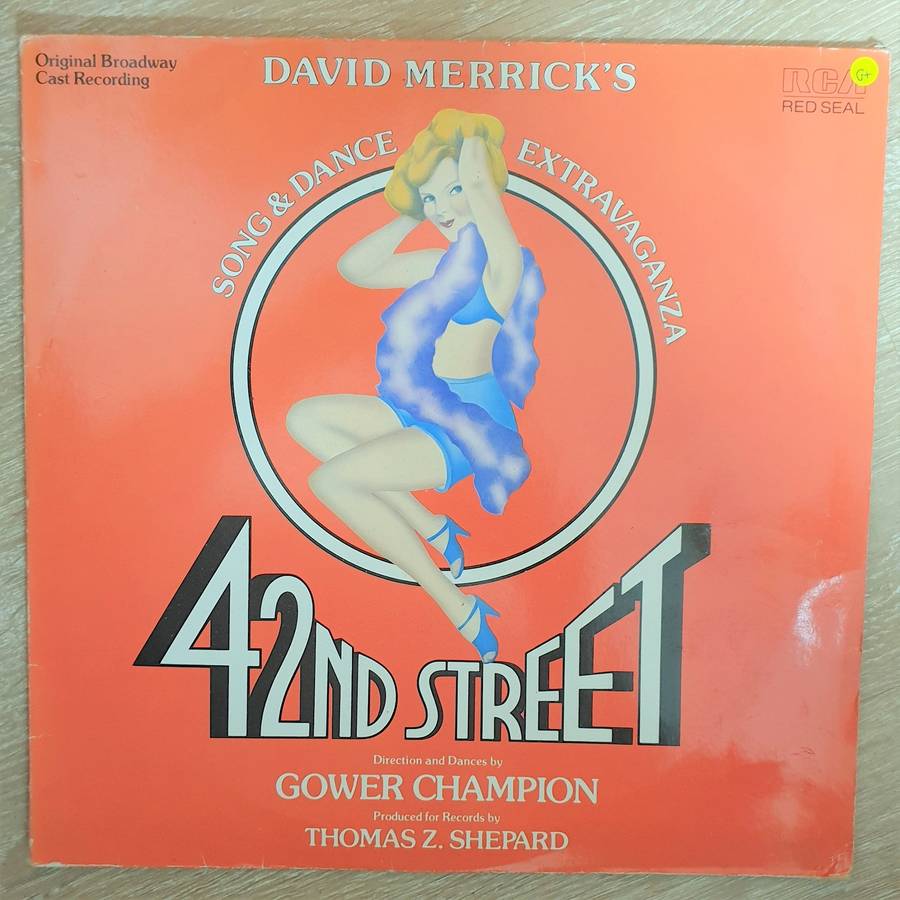 Original Broadway
Cast Recording
DAVID MERRICK'S
RCA
G+
RED SEAL
SONG & DANCE EXTRAVAGANZA
42ND STREET
Direction and Dances by
GOWER CHAMPION
Produced for Records by
THOMAS Z. SHEPARD